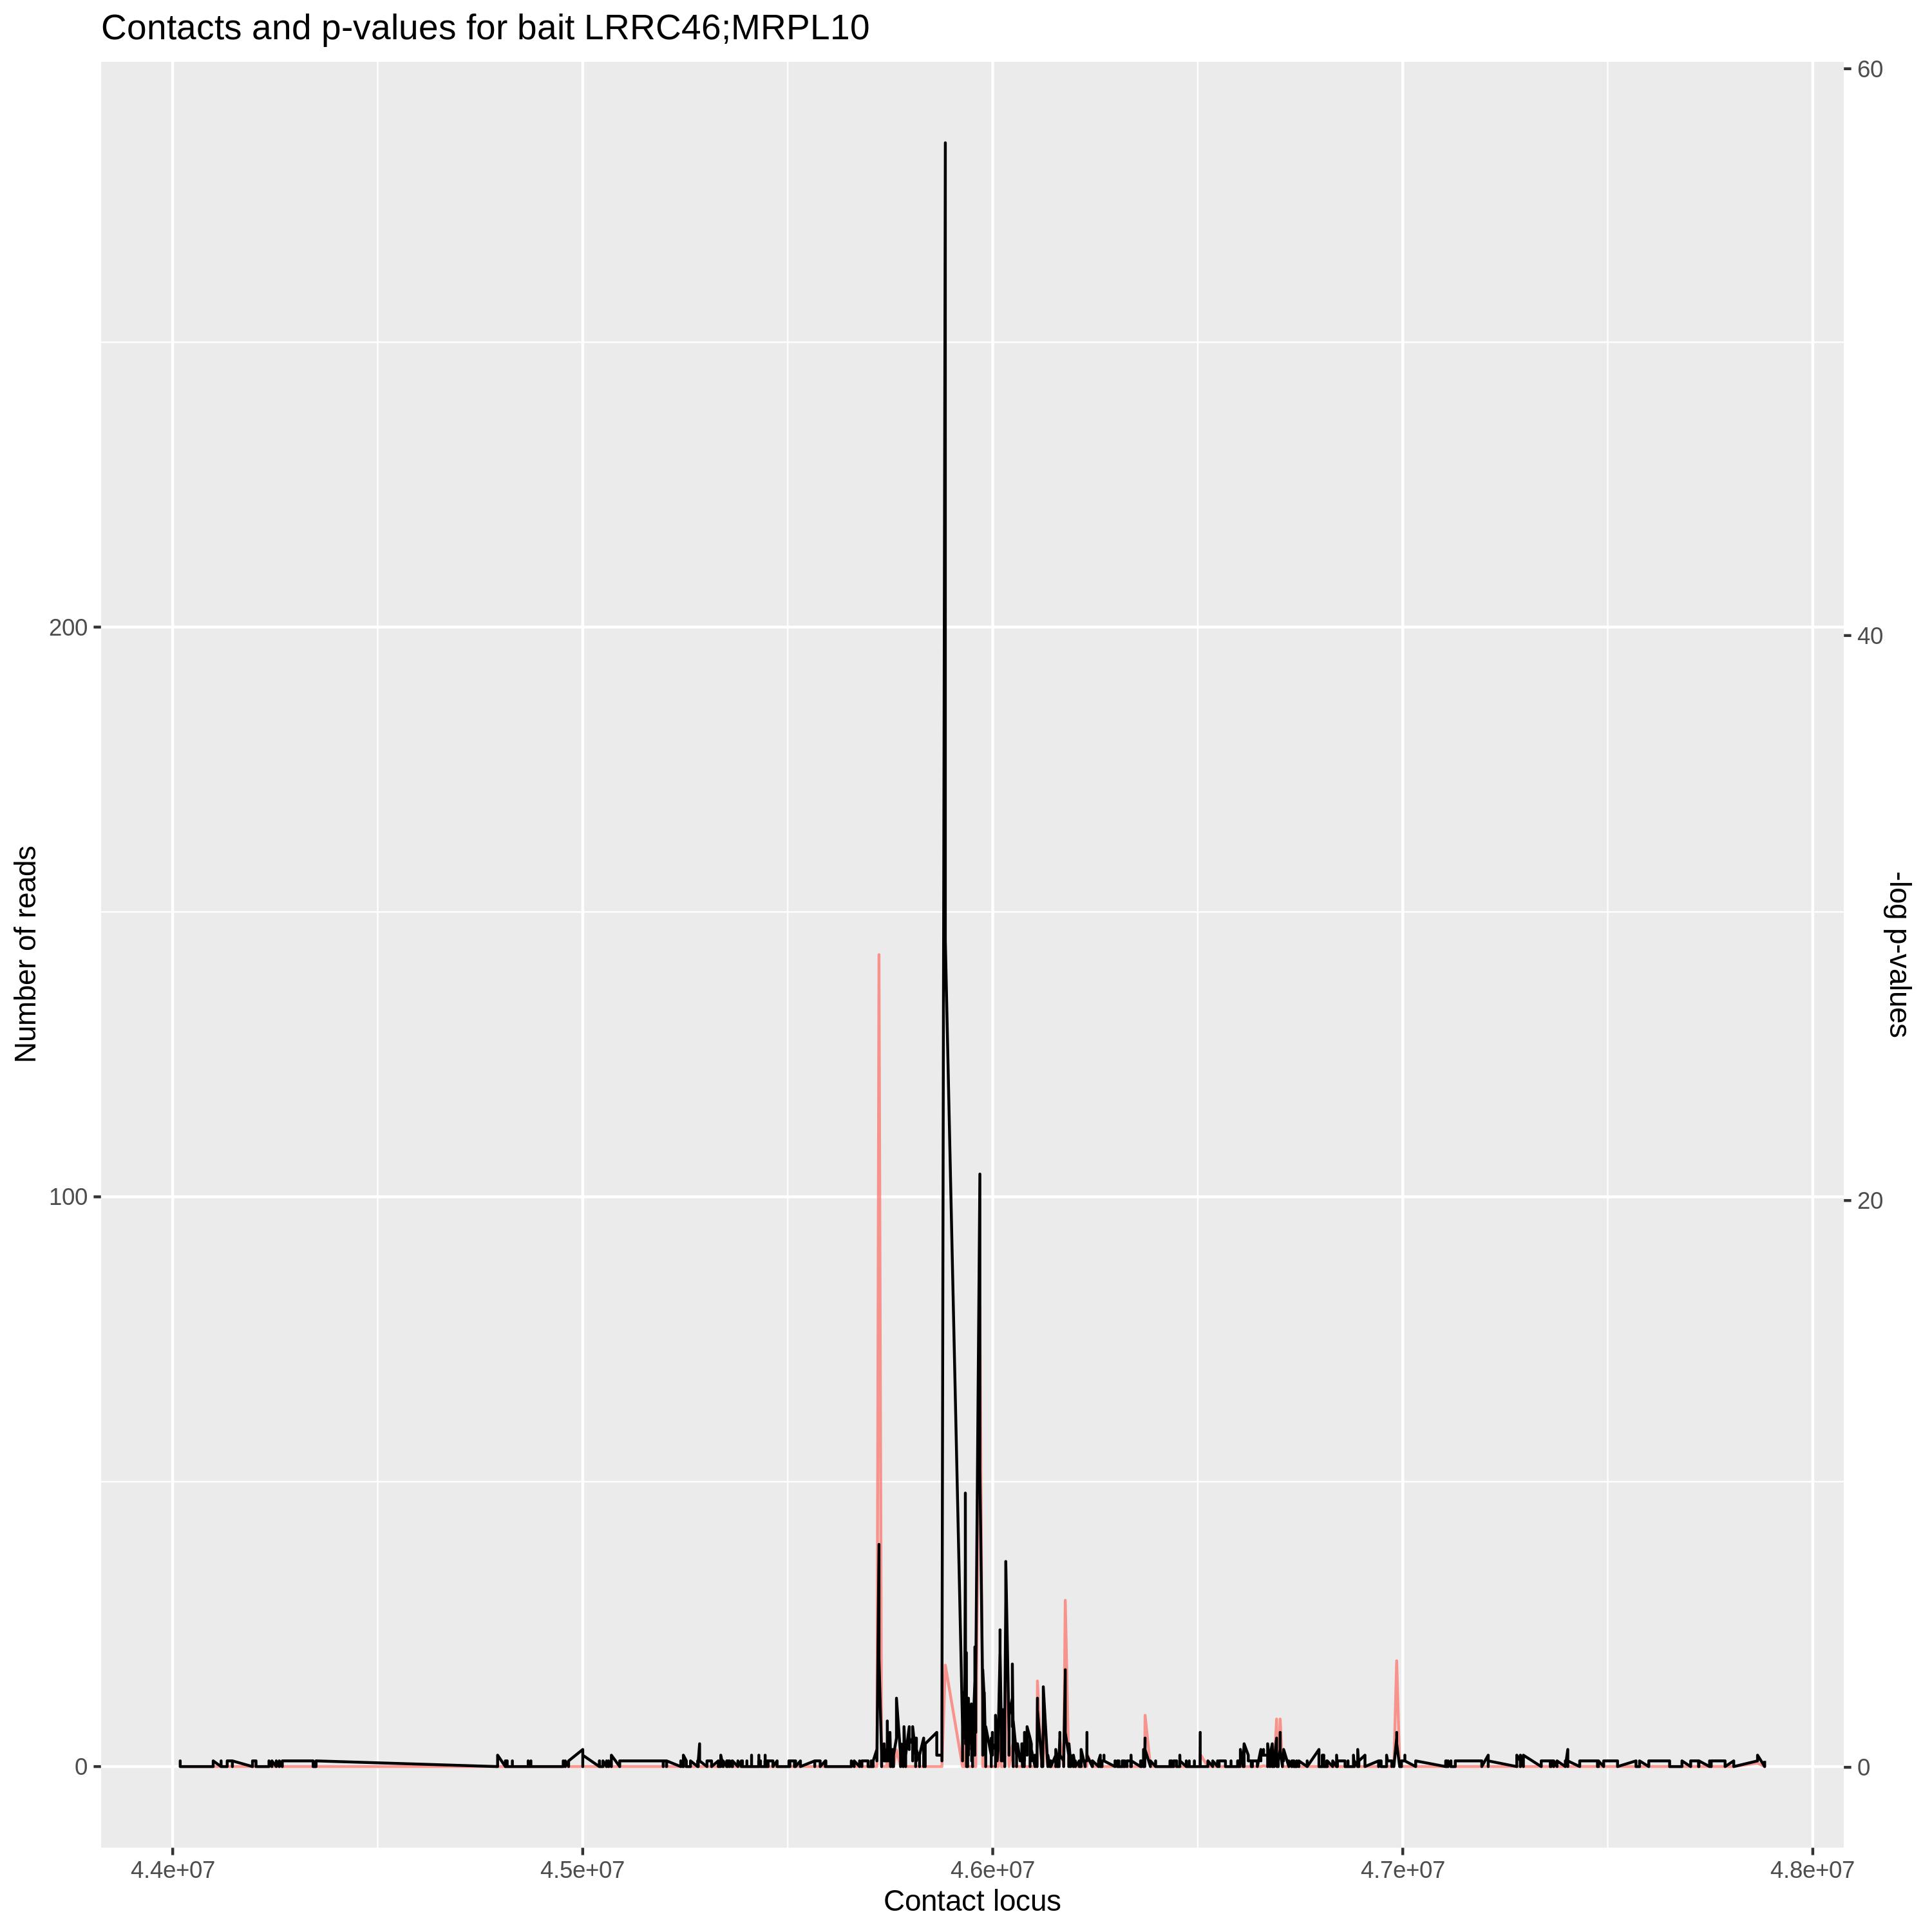 Contacts and p-values for bait LRRC46;MRPL10
60
200
40
Number of reads
-log p-values
100
20
0
0
4.4e+07
4.5e+07
4.6e+07
4.7e+07
4.8e+07
Contact locus